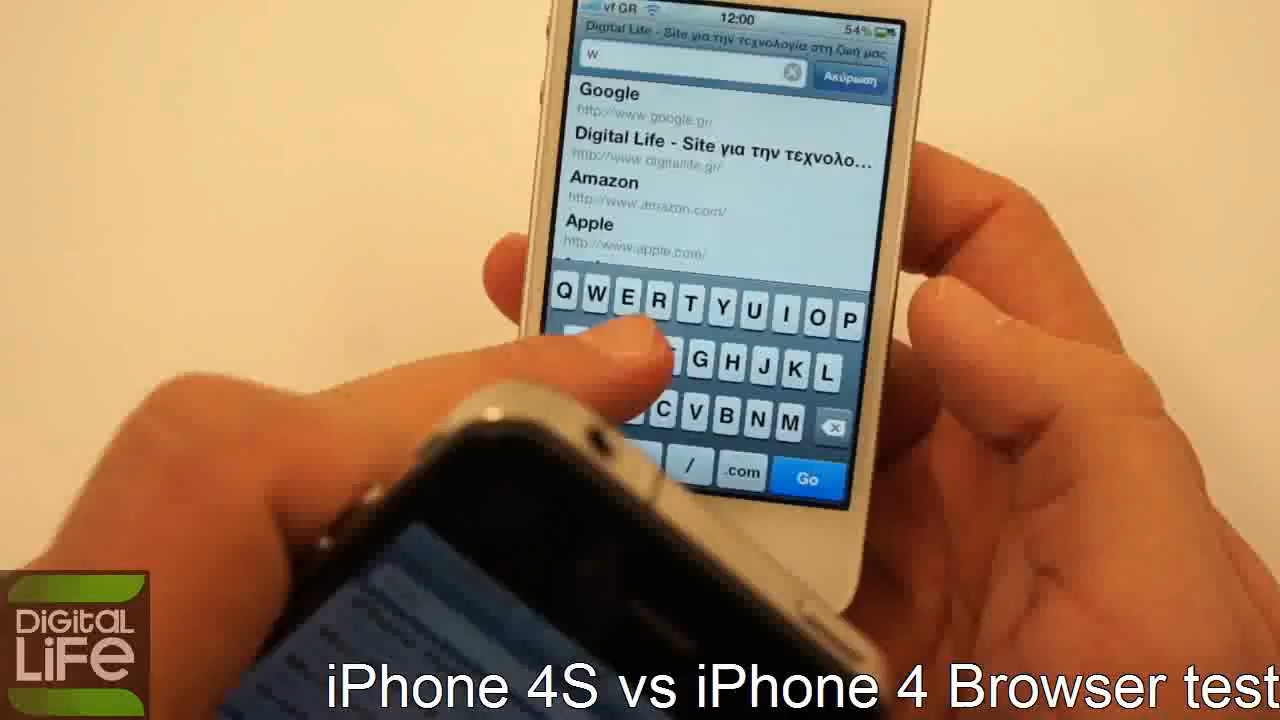 vf GR 12:00 54%
Digital Life - Site για την τεχνολογία στη ζωή μας
w Ακύρωση
Google
http://www.google.gr/
Digital Life - Site για την τεχνολο...
http://www.digitallife.gr/
Amazon
http://www.amazon.com/
Apple
http://www.apple.com/
Q W E R T Y U I O P
G H J K L
C V B N M
/ .com Go
DiGitAL
LiFE
iPhone 4S vs iPhone 4 Browser test